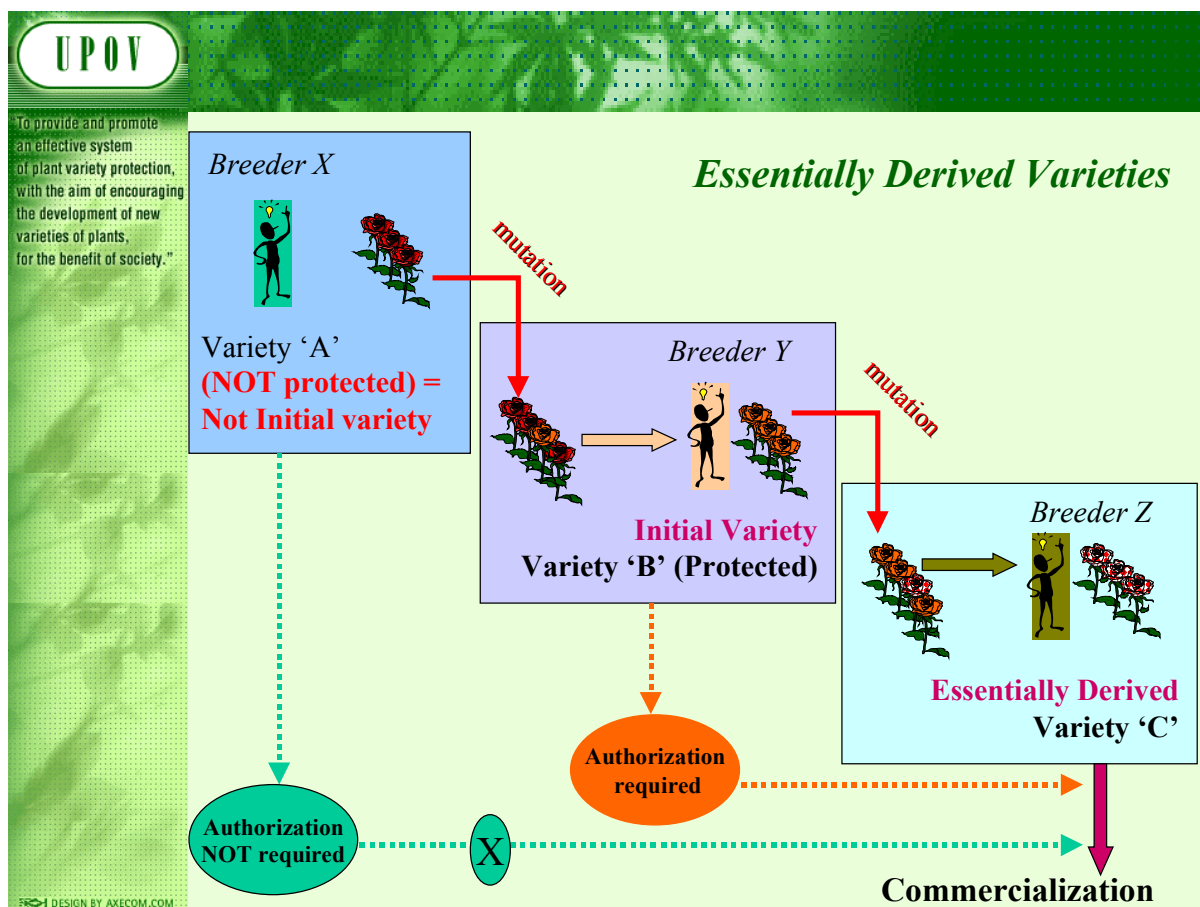 UPOV
"To provide and promote
an effective system
of plant variety protection,
with the aim of encouraging
the development of new
varieties of plants,
for the benefit of society."
Essentially Derived Varieties
Breeder X
Variety ‘A’
(NOT protected) =
Not Initial variety
mutation
Breeder Y
Initial Variety
Variety ‘B’ (Protected)
mutation
Breeder Z
Essentially Derived
Variety ‘C’
Authorization
required
Authorization
NOT required
X
Commercialization
DESIGN BY AXECOM.COM